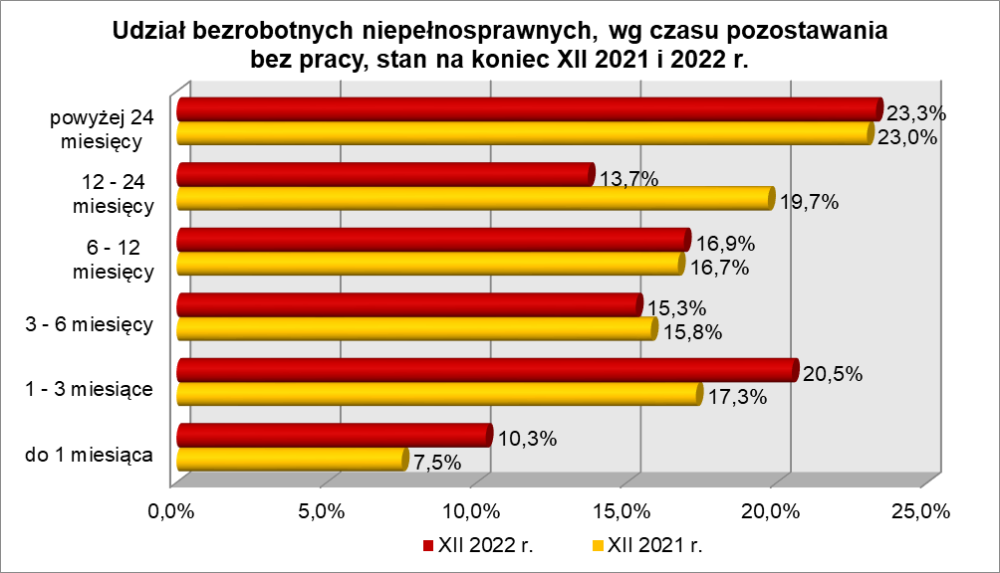 Udział bezrobotnych niepełnosprawnych, wg czasu pozostawania
bez pracy, stan na koniec XII 2021 i 2022 r.
powyżej 24
miesięcy
23,3%
23,0%
12 - 24
miesięcy
13,7%
19,7%
6 - 12
miesięcy
16,9%
16,7%
3 - 6 miesięcy
15,3%
15,8%
1 - 3 miesiące
20,5%
17,3%
do 1 miesiąca
10,3%
7,5%
0,0% 5,0% 10,0% 15,0% 20,0% 25,0%
XII 2022 r. XII 2021 r.